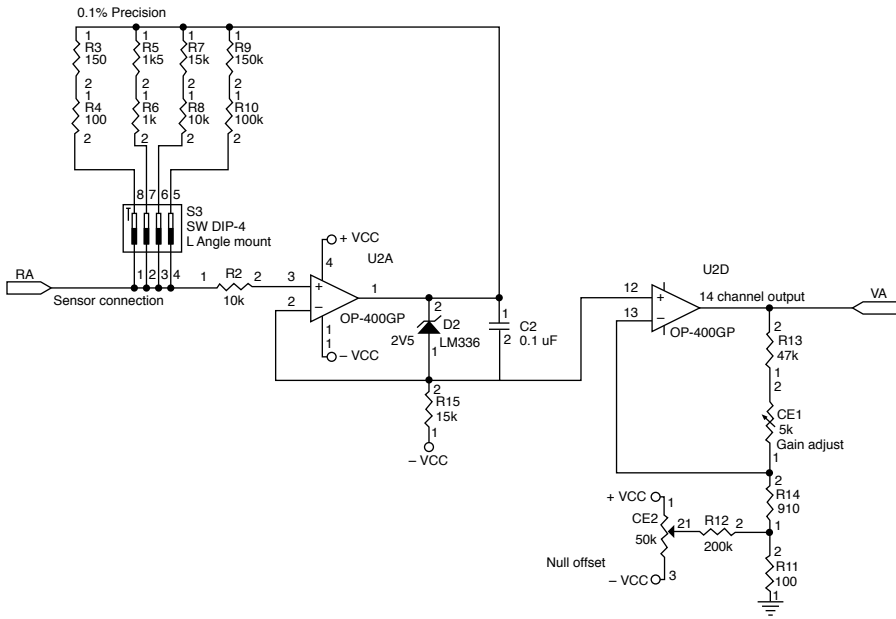 0.1% Precision
1 1 1 1
R3 R5 R7 R9
150 1k5 15k 150k
2 2 2 2
1 1 1 1
R4 R6 R8 R10
100 1k 10k 100k
2 2 2 2
8 7 6 5
T
S3
SW DIP-4
L Angle mount
+ VCC
U2A
4
RA
1 2 3 4
1 R2 2
3
+
1
Sensor connection
10k
2
−
OP-400GP
2
D2
1
C2
2V5
LM336
2 0.1 uF
1
1
1
− VCC
2
R15
15k
1
− VCC
U2D
12
+
14 channel output
VA
13
−
OP-400GP
2
R13
47k
1
2
CE1
5k
Gain adjust
1
2
R14
910
1
+ VCC
1
CE2
21 R12 2
50k
200k
Null offset
− VCC
3
2
R11
100
1